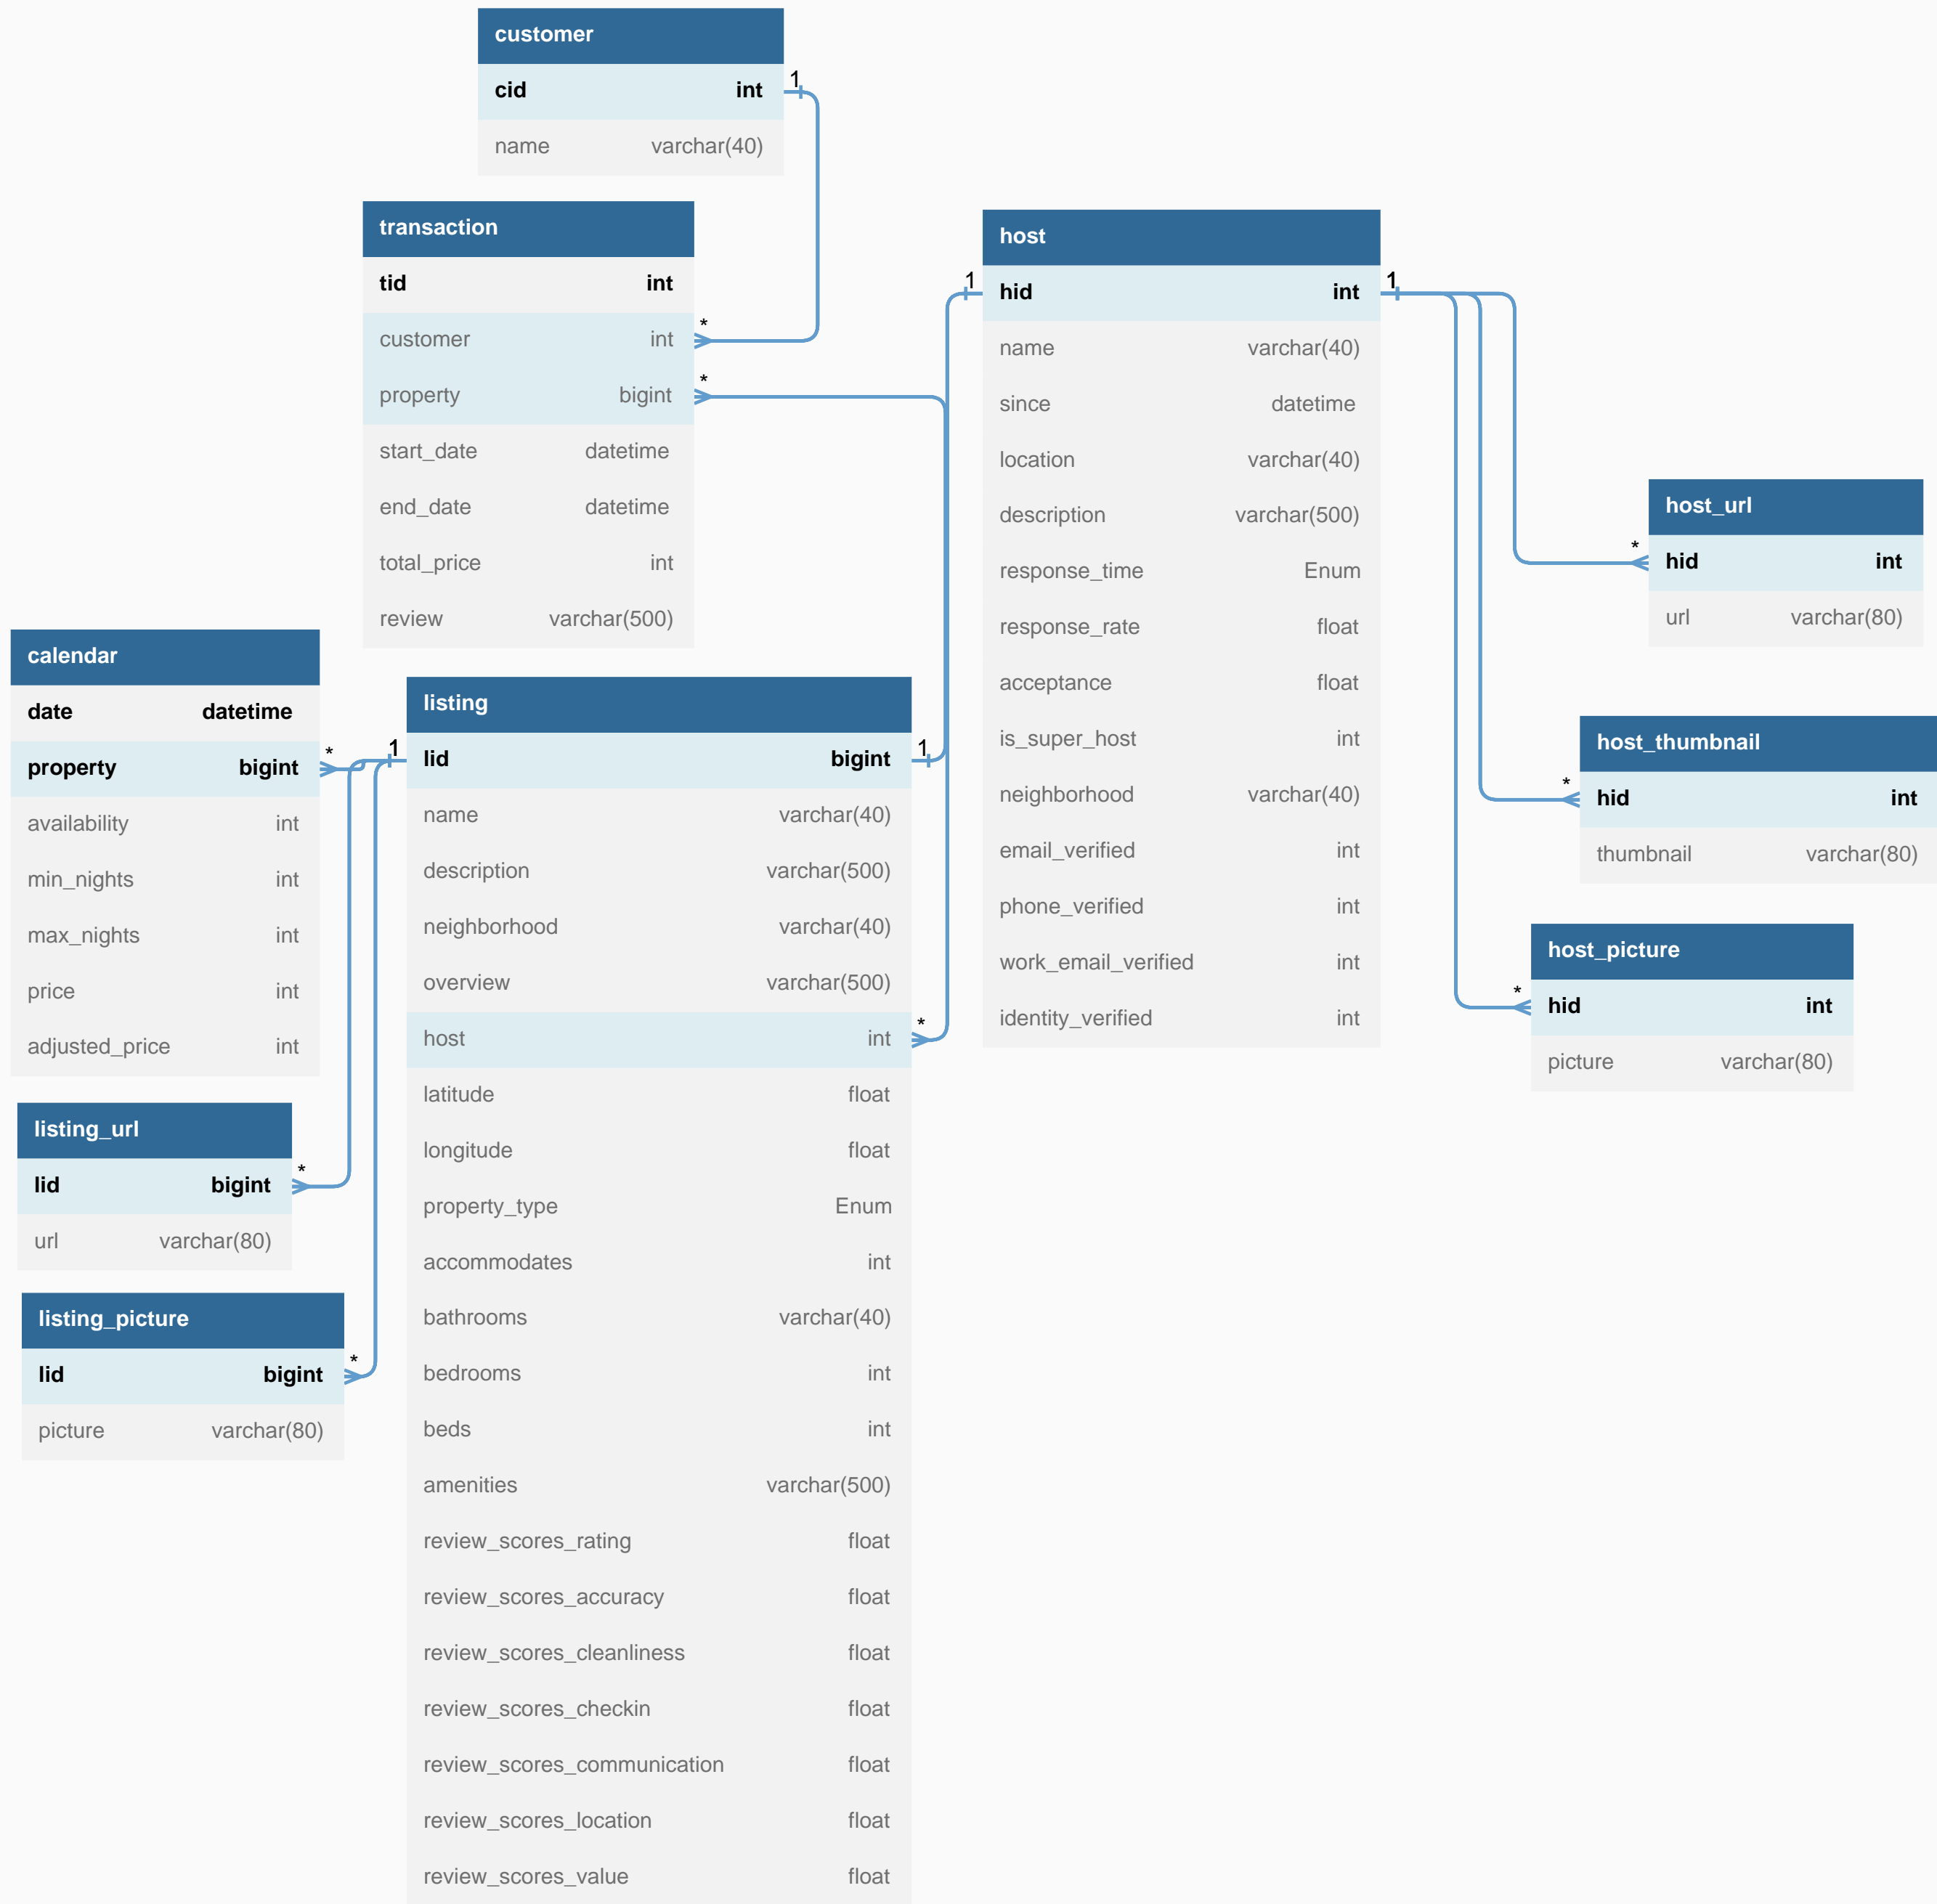 customer
cid int
name varchar(40)
1
transaction
tid int
customer int
property bigint
start_date datetime
end_date datetime
total_price int
review varchar(500)
*
*
host
hid int
name varchar(40)
since datetime
location varchar(40)
description varchar(500)
response_time Enum
response_rate float
acceptance float
is_super_host int
neighborhood varchar(40)
email_verified int
phone_verified int
work_email_verified int
identity_verified int
1
1
host_url
hid int
url varchar(80)
*
host_thumbnail
hid int
thumbnail varchar(80)
*
host_picture
hid int
picture varchar(80)
*
calendar
date datetime
property bigint
availability int
min_nights int
max_nights int
price int
adjusted_price int
*
listing
lid bigint
name varchar(40)
description varchar(500)
neighborhood varchar(40)
overview varchar(500)
host int
latitude float
longitude float
property_type Enum
accommodates int
bathrooms varchar(40)
bedrooms int
beds int
amenities varchar(500)
review_scores_rating float
review_scores_accuracy float
review_scores_cleanliness float
review_scores_checkin float
review_scores_communication float
review_scores_location float
review_scores_value float
1
1
*
listing_url
lid bigint
url varchar(80)
*
listing_picture
lid bigint
picture varchar(80)
*